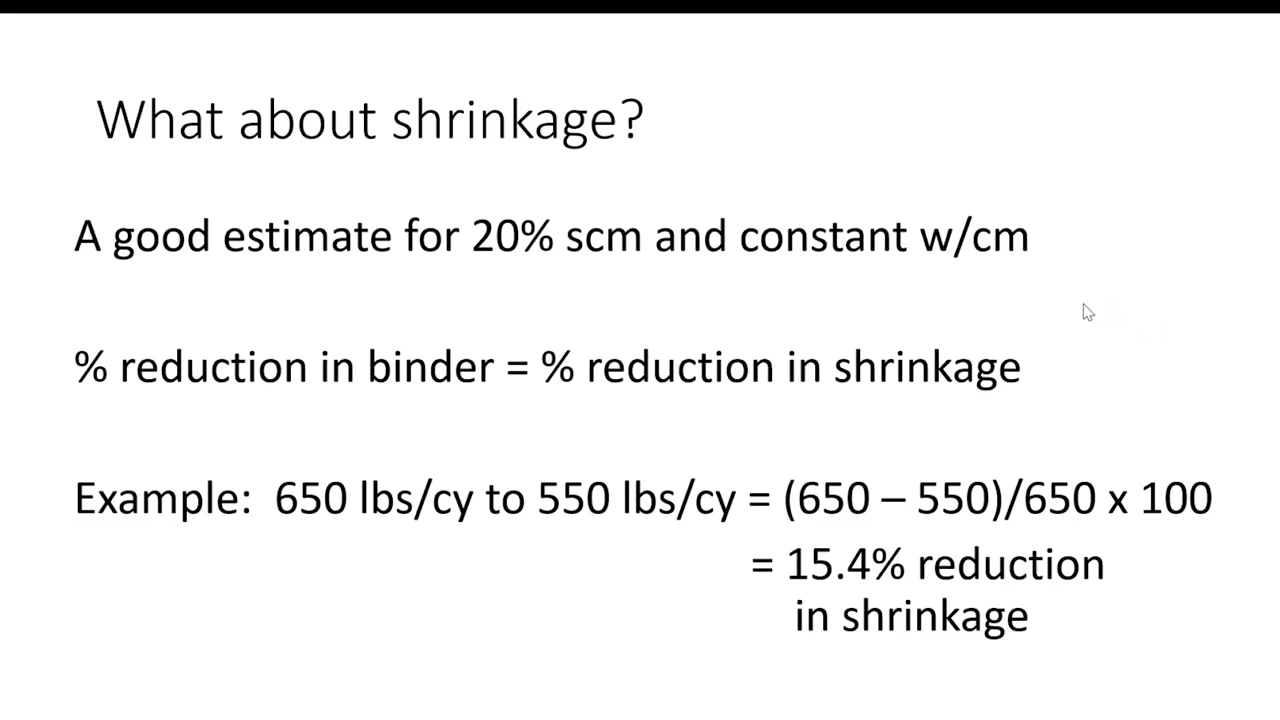 What about shrinkage?
A good estimate for 20% scm and constant w/cm
% reduction in binder = % reduction in shrinkage
Example: 650 lbs/cy to 550 lbs/cy = (650 – 550)/650 x 100
= 15.4% reduction
in shrinkage